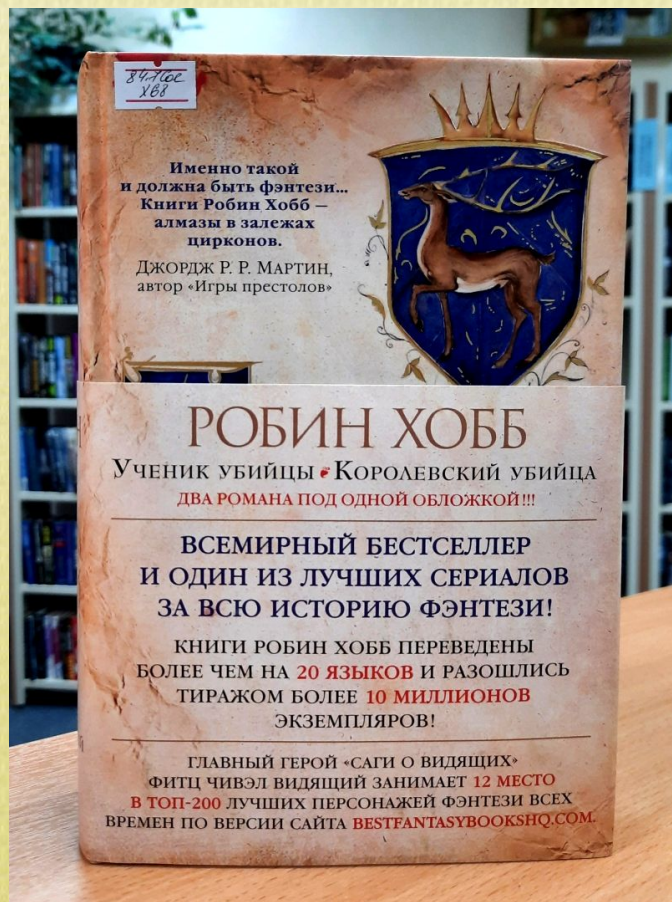 84.1Сое
Х68
Именно такой
и должна быть фэнтези...
Книги Робин Хобб —
алмазы в залежах
цирконов.
Джордж Р. Р. Мартин,
автор «Игры престолов»
РОБИН ХОББ
Ученик убийцы • Королевский убийца
ДВА РОМАНА ПОД ОДНОЙ ОБЛОЖКОЙ!!!
ВСЕМИРНЫЙ БЕСТСЕЛЛЕР
И ОДИН ИЗ ЛУЧШИХ СЕРИАЛОВ
ЗА ВСЮ ИСТОРИЮ ФЭНТЕЗИ!
КНИГИ РОБИН ХОББ ПЕРЕВЕДЕНЫ
БОЛЕЕ ЧЕМ НА 20 ЯЗЫКОВ И РАЗОШЛИСЬ
ТИРАЖОМ БОЛЕЕ 10 МИЛЛИОНОВ
ЭКЗЕМПЛЯРОВ!
ГЛАВНЫЙ ГЕРОЙ «САГИ О ВИДЯЩИХ»
ФИТЦ ЧИВЭЛ ВИДЯЩИЙ ЗАНИМАЕТ 12 МЕСТО
В ТОП-200 ЛУЧШИХ ПЕРСОНАЖЕЙ ФЭНТЕЗИ ВСЕХ
ВРЕМЕН ПО ВЕРСИИ САЙТА BESTFANTASYBOOKSHQ.COM.